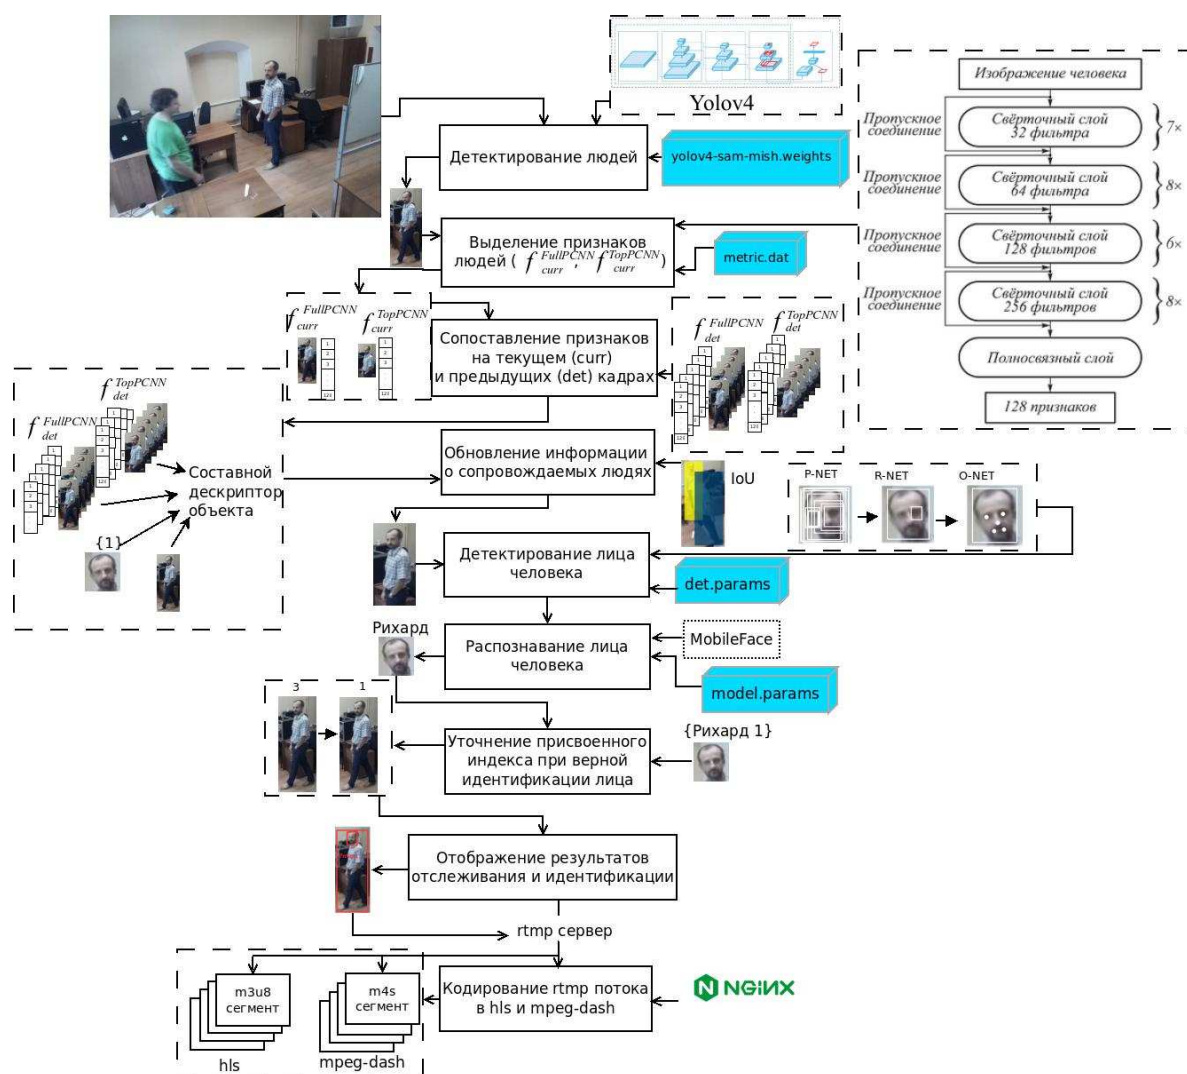 Yolov4
Изображение человека
Пропускное
соединение
Свёрточный слой
32 фильтра
7×
Пропускное
соединение
Свёрточный слой
64 фильтра
8×
Пропускное
соединение
Свёрточный слой
128 фильтров
6×
Пропускное
соединение
Свёрточный слой
256 фильтров
8×
Полносвязный слой
128 признаков
Детектирование людей
yolov4-sam-mish.weights
Выделение признаков
людей ( f FullPCNN curr , f TopPCNN curr )
metric.dat
f FullPCNN curr
f TopPCNN curr
Сопоставление признаков
на текущем (curr)
и предыдущих (det) кадрах
f FullPCNN det
f TopPCNN det
f TopPCNN det
f FullPCNN det
Составной
дескриптор
объекта
{1}
Обновление информации
о сопровождаемых людях
IoU
P-NET
R-NET
O-NET
Детектирование лица
человека
det.params
Рихард
Распознавание лица
человека
MobileFace
model.params
3
1
Уточнение присвоенного
индекса при верной
идентификации лица
{Рихард 1}
Отображение результатов
отслеживания и идентификации
rtmp сервер
m3u8
сегмент
m4s
сегмент
Кодирование rtmp потока
в hls и mpeg-dash
NGINX
hls
mpeg-dash